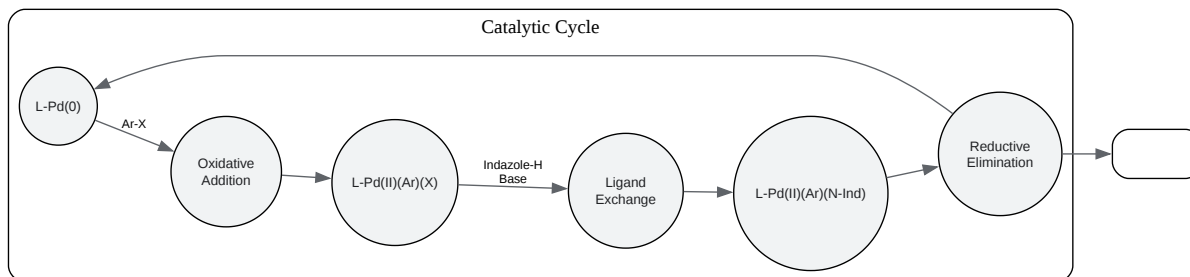 Catalytic Cycle
L-Pd(0)
Ar-X
Oxidative
Addition
L-Pd(II)(Ar)(X)
Indazole-H
Base
Ligand
Exchange
L-Pd(II)(Ar)(N-Ind)
Reductive
Elimination